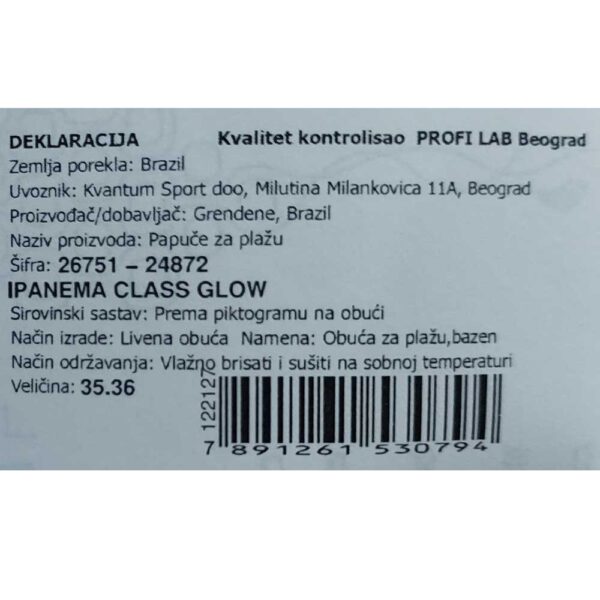 DEKLARACIJA Kvalitet kontrolisao PROFI LAB Beograd
Zemlja porekla: Brazil
Uvoznik: Kvantum Sport doo, Milutina Milankovica 11A, Beograd
Proizvođač/dobavljač: Grendene, Brazil
Naziv proizvoda: Papuče za plažu
Šifra: 26751 – 24872
IPANEMA CLASS GLOW
Sirovinski sastav: Prema piktogramu na obući
Način izrade: Livena obuća Namena: Obuća za plažu,bazen
Način održavanja: Vlažno brisati i sušiti na sobnoj temperaturi
Veličina: 35.36
1221270
7 891261 530794